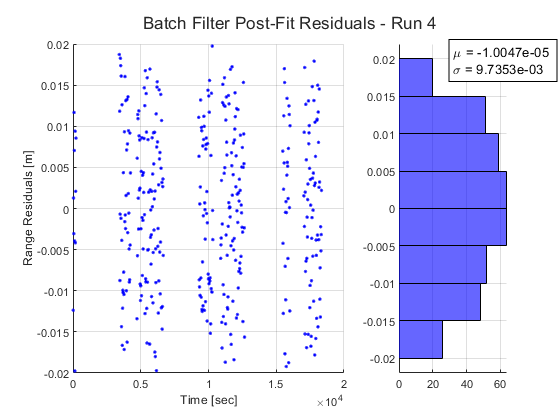 Batch Filter Post-Fit Residuals - Run 4
μ = -1.0047e-05
σ = 9.7353e-03
0.02
0.015
0.01
0.005
0
-0.005
-0.01
-0.015
-0.02
Range Residuals [m]
0 0.5 1 1.5 2
×10⁴
Time [sec]
0.02
0.015
0.01
0.005
0
-0.005
-0.01
-0.015
-0.02
0 20 40 60